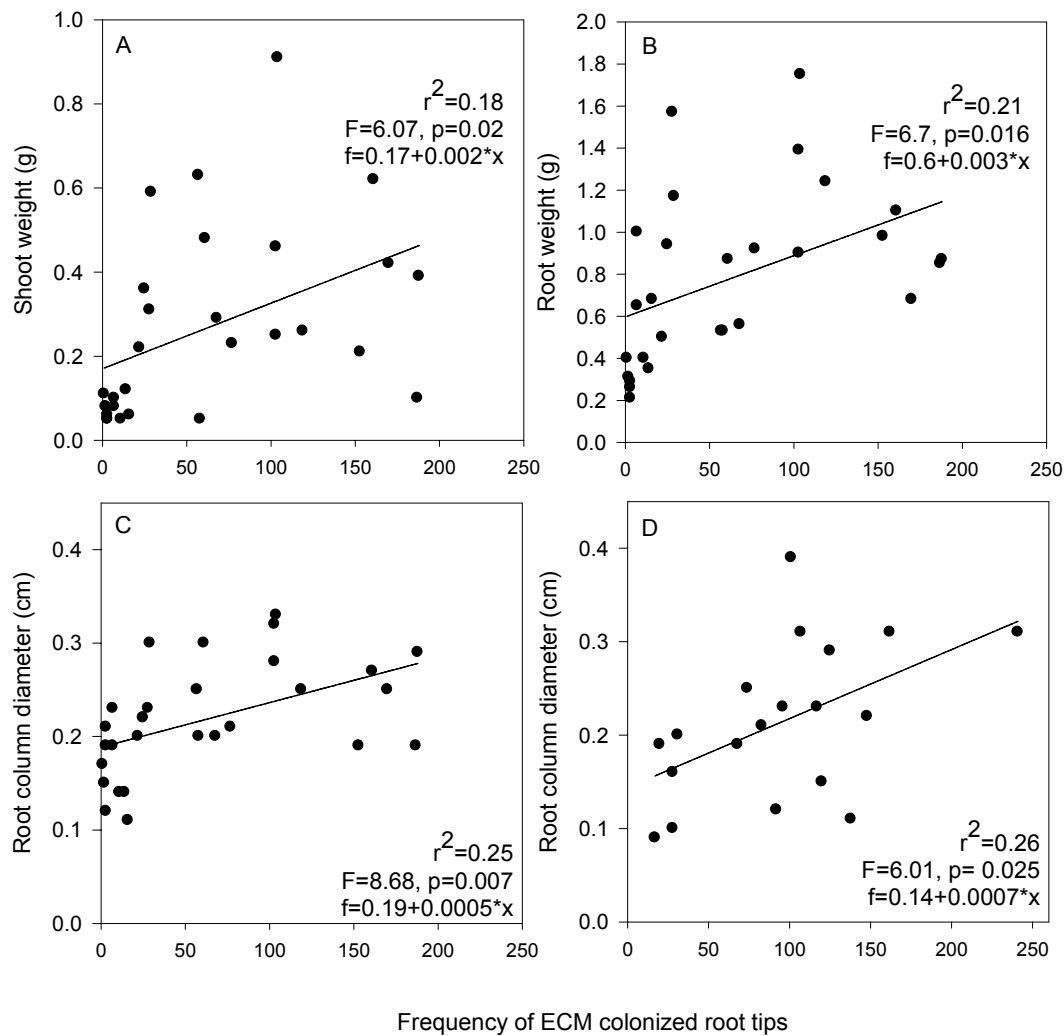 A
r²=0.18
F=6.07, p=0.02
f=0.17+0.002*x
Shoot weight (g)
1.0
0.8
0.6
0.4
0.2
0.0
0 50 100 150 200 250
B
r²=0.21
F=6.7, p=0.016
f=0.6+0.003*x
Root weight (g)
2.0
1.8
1.6
1.4
1.2
1.0
0.8
0.6
0.4
0.2
0.0
0 50 100 150 200 250
C
r²=0.25
F=8.68, p=0.007
f=0.19+0.0005*x
Root column diameter (cm)
0.4
0.3
0.2
0.1
0.0
0 50 100 150 200 250
D
r²=0.26
F=6.01, p= 0.025
f=0.14+0.0007*x
Root column diameter (cm)
0.4
0.3
0.2
0.1
0.0
0 50 100 150 200 250
Frequency of ECM colonized root tips